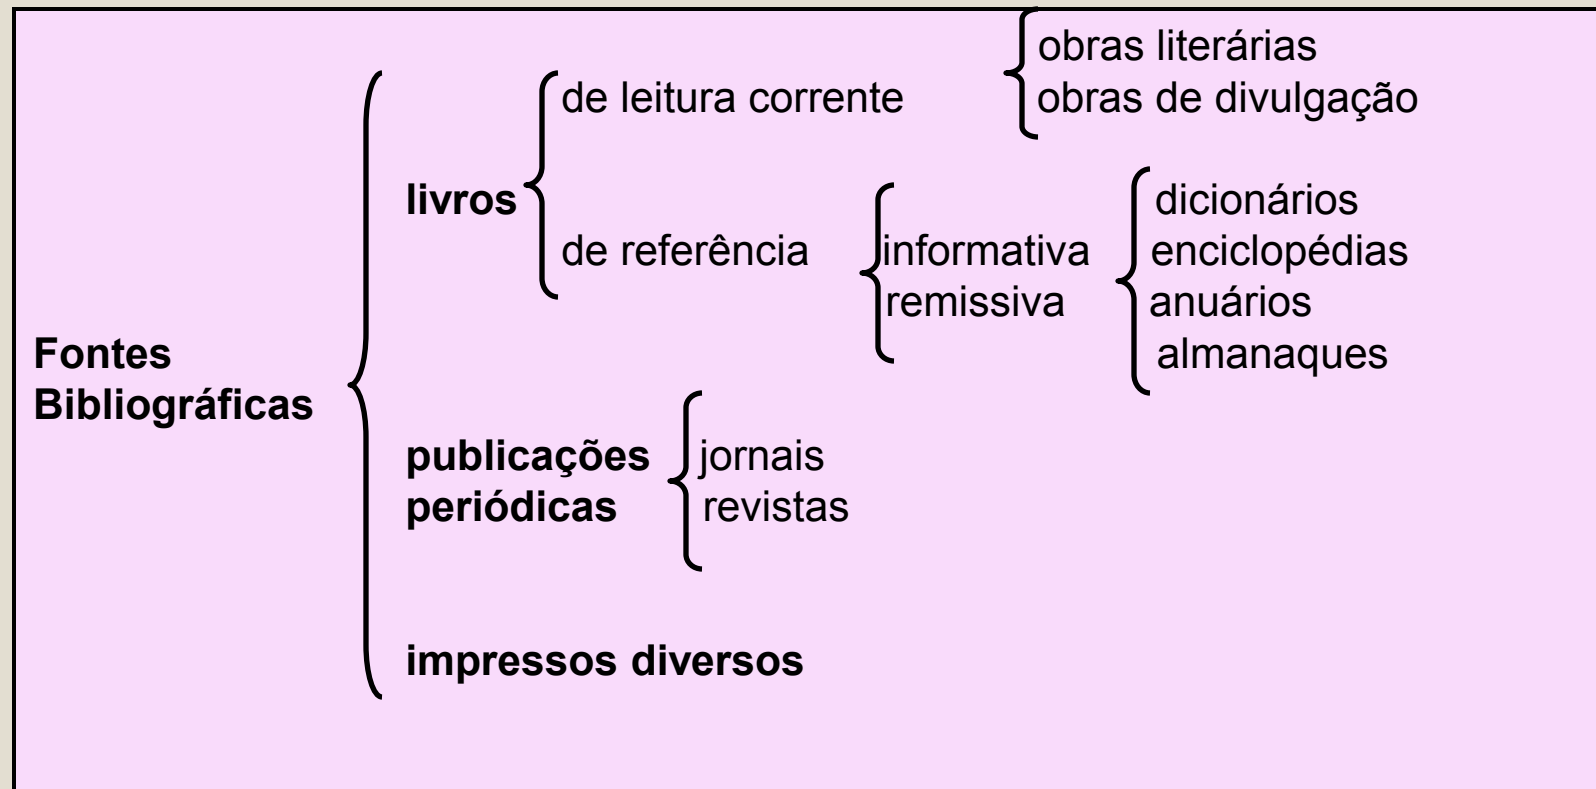 obras literárias
de leitura corrente obras de divulgação
livros dicionários
de referência informativa enciclopédias
remissiva anuários
Fontes almanaques
Bibliográficas
publicações jornais
periódicas revistas
impressos diversos